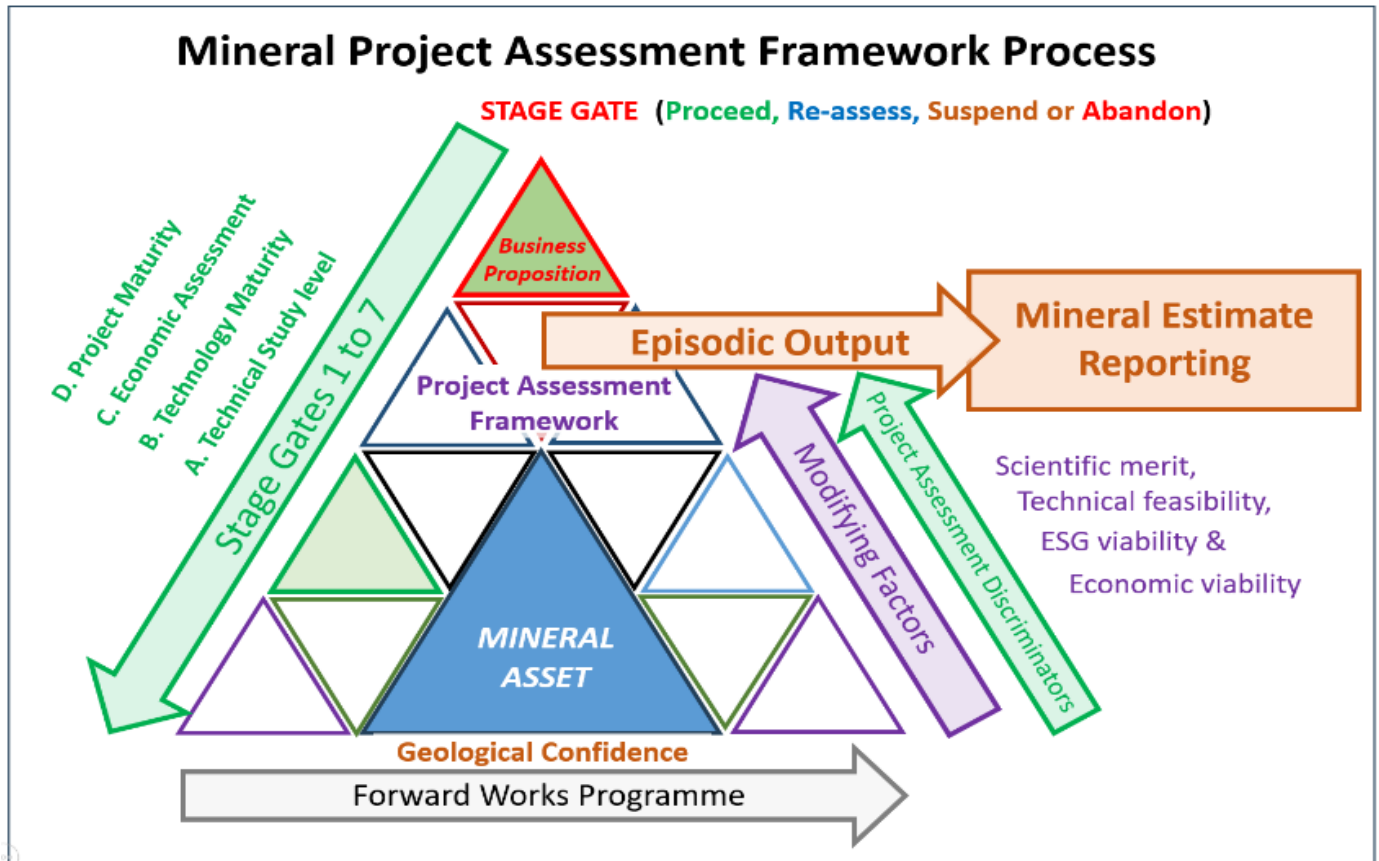 Mineral Project Assessment Framework Process
STAGE GATE (Proceed, Re-assess, Suspend or Abandon)
D. Project Maturity
C. Economic Assessment
B. Technology Maturity
A. Technical Study level
Stage Gates 1 to 7
Business
Proposition
Episodic Output
Mineral Estimate
Reporting
Project Assessment
Framework
Modifying Factors
Project Assessment Discriminators
Scientific merit,
Technical feasibility,
ESG viability &
Economic viability
MINERAL
ASSET
Geological Confidence
Forward Works Programme